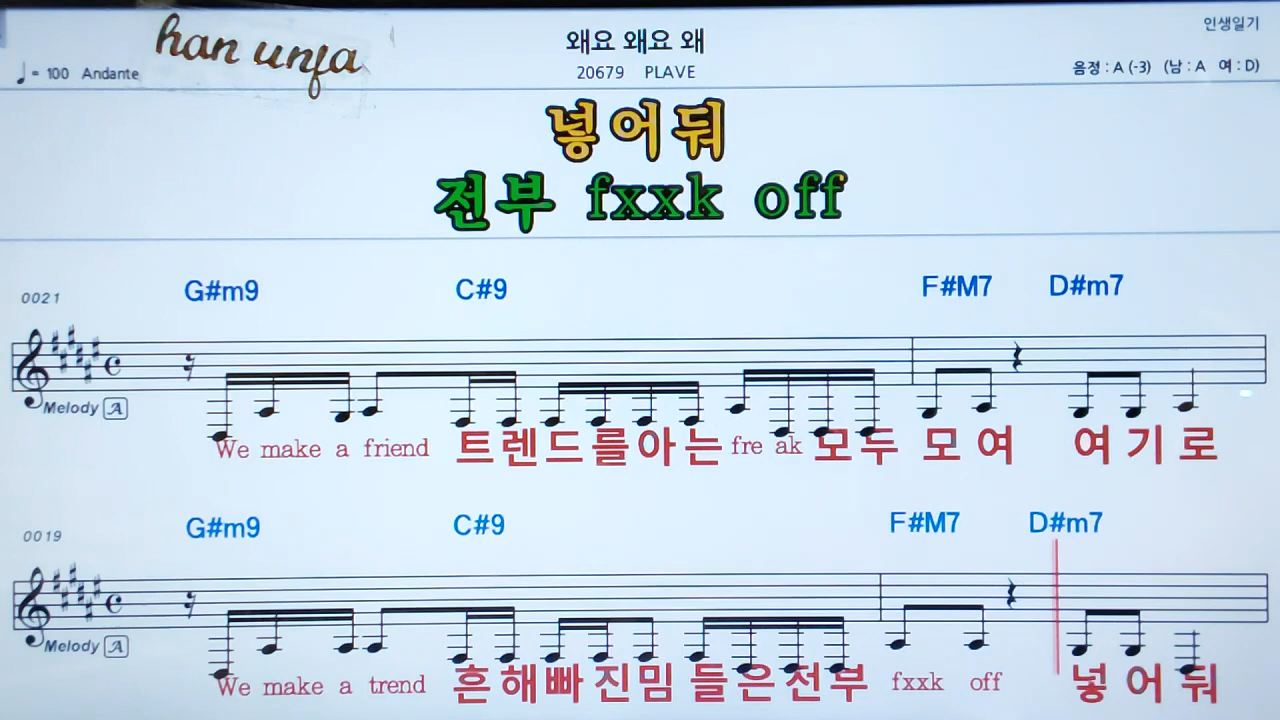 han unfa
왜요 왜요 왜
인생일기
♩= 100 Andante
20679 PLAVE
음정 : A (-3) (남 : A 여 : D)
넣어둬
전부 fxxk off
0021 G#m9 C#9 F#M7 D#m7
Melody A
We make a friend 트렌드를아는 fre ak 모두 모여 여기로
0019 G#m9 C#9 F#M7 D#m7
Melody A
We make a trend 흔해빠진밈들은전부 fxxk off 넣어둬